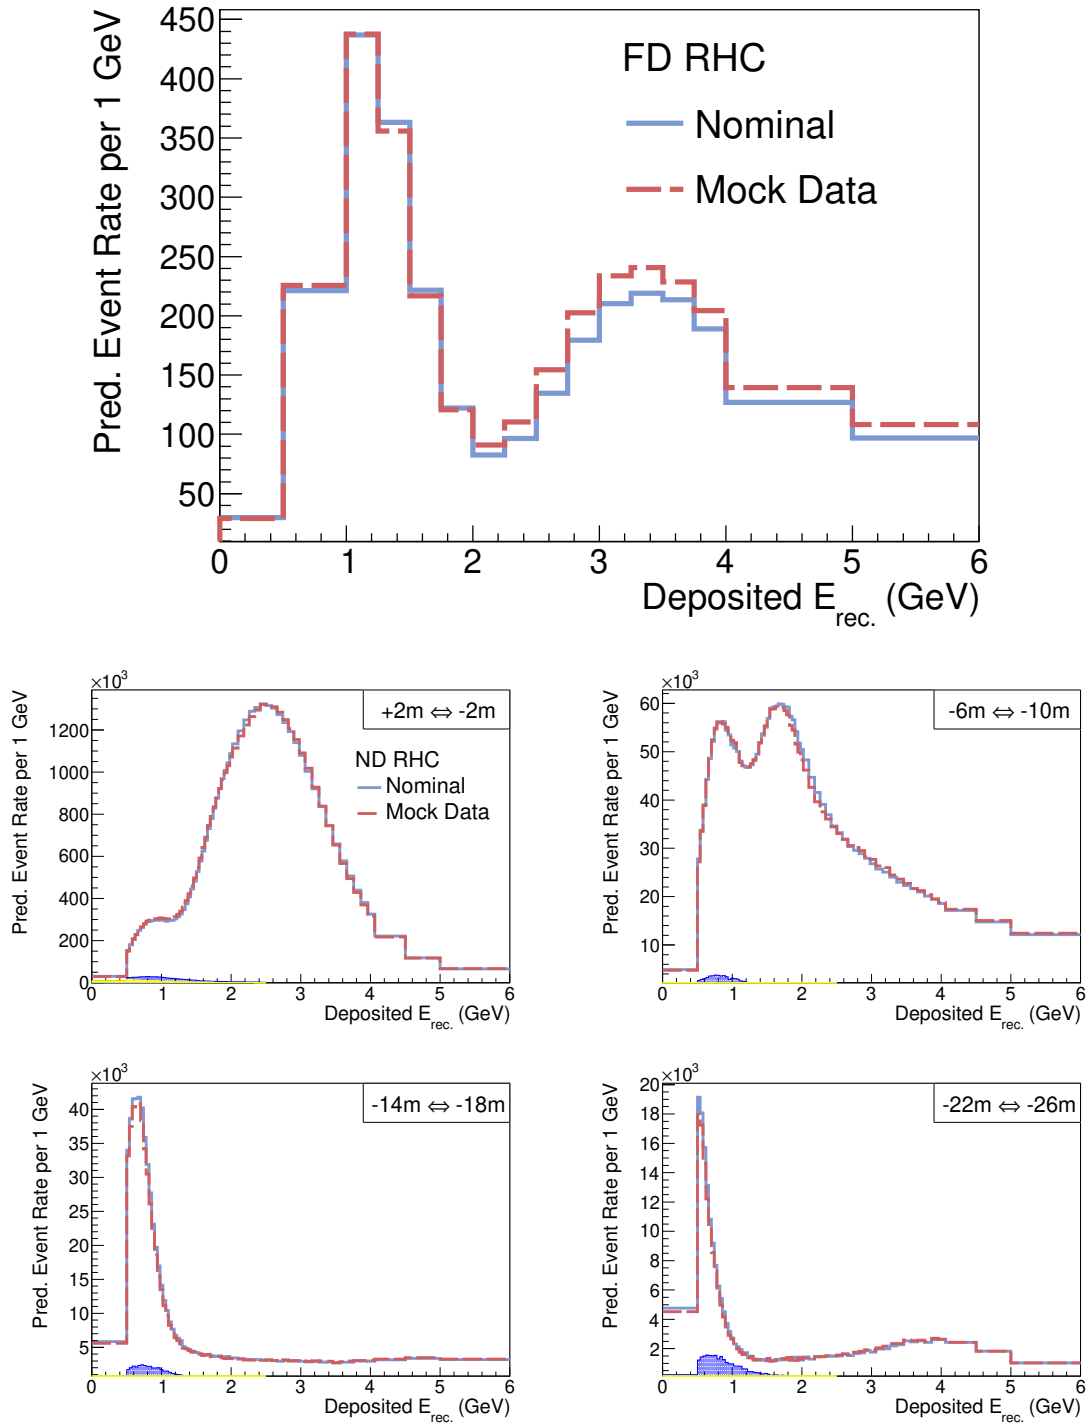 Pred. Event Rate per 1 GeV
450
400
350
300
250
200
150
100
50
FD RHC
Nominal
Mock Data
0 1 2 3 4 5 6
Deposited E_rec. (GeV)
×10³
Pred. Event Rate per 1 GeV
1200
1000
800
600
400
200
0
+2m ⇔ -2m
ND RHC
Nominal
Mock Data
0 1 2 3 4 5 6
Deposited E_rec. (GeV)
×10³
Pred. Event Rate per 1 GeV
60
50
40
30
20
10
-6m ⇔ -10m
0 1 2 3 4 5 6
Deposited E_rec. (GeV)
×10³
Pred. Event Rate per 1 GeV
40
35
30
25
20
15
10
5
-14m ⇔ -18m
0 1 2 3 4 5 6
Deposited E_rec. (GeV)
×10³
Pred. Event Rate per 1 GeV
20
18
16
14
12
10
8
6
4
2
-22m ⇔ -26m
0 1 2 3 4 5 6
Deposited E_rec. (GeV)